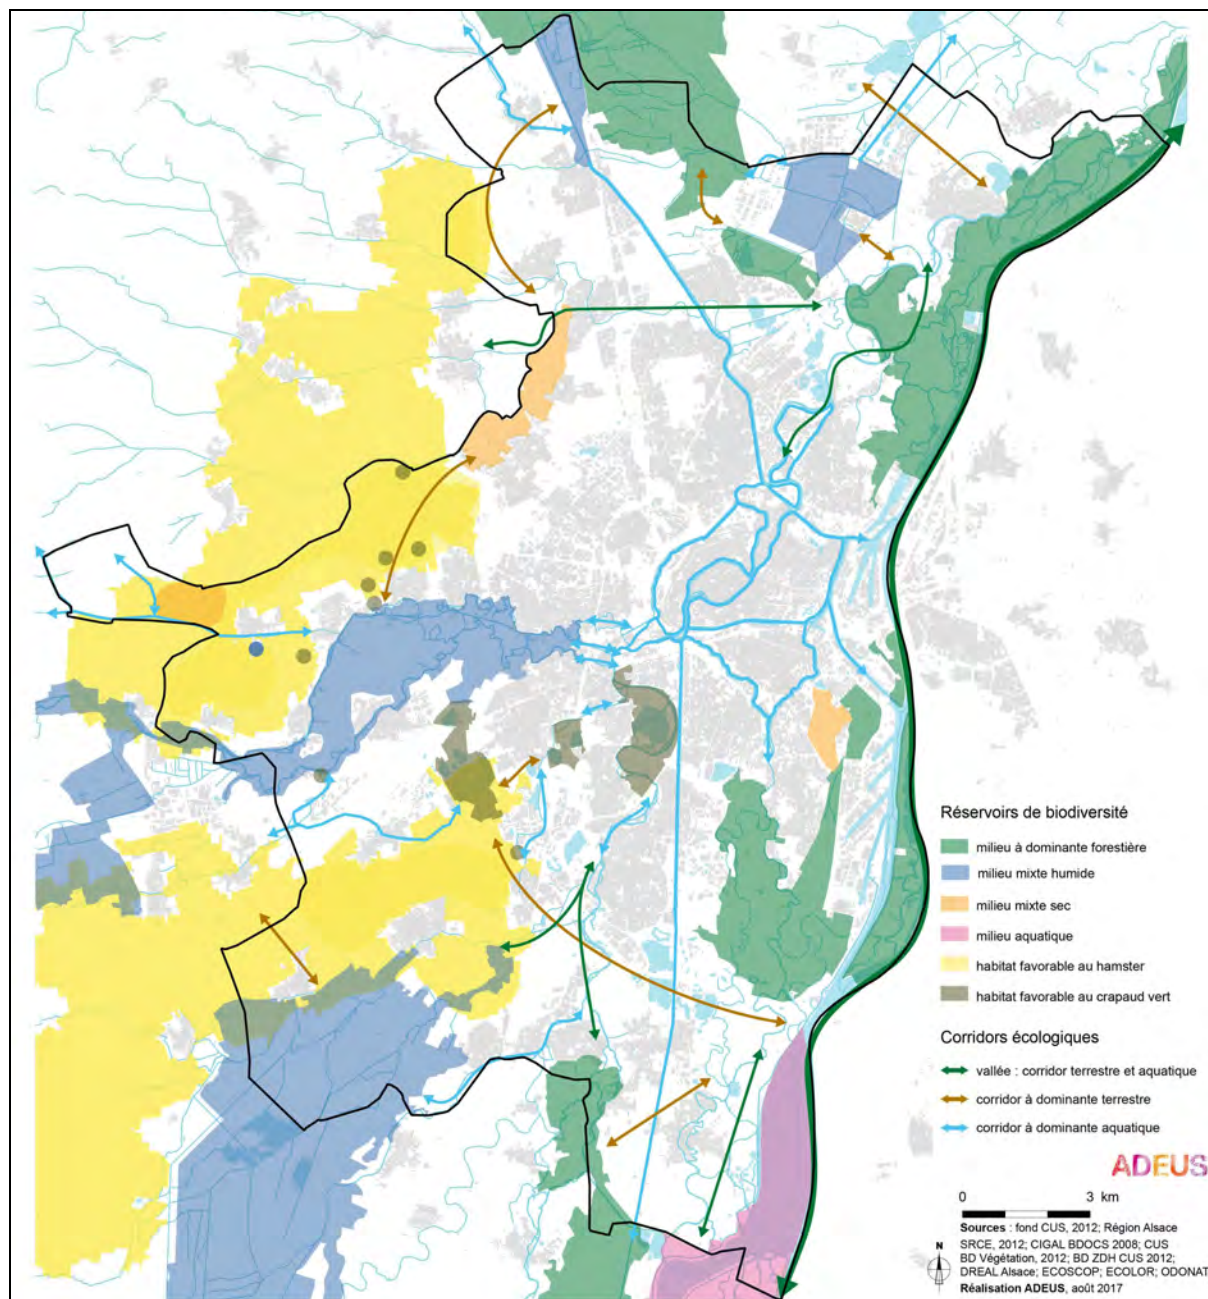 Réservoirs de biodiversité
milieu à dominante forestière
milieu mixte humide
milieu mixte sec
milieu aquatique
habitat favorable au hamster
habitat favorable au crapaud vert
Corridors écologiques
vallée : corridor terrestre et aquatique
corridor à dominante terrestre
corridor à dominante aquatique
ADEUS
0 3 km
Sources : fond CUS, 2012; Région Alsace
SRCE, 2012; CIGAL BDOCS 2008; CUS
BD Végétation, 2012; BD ZDH CUS 2012;
DREAL Alsace; ECOSCOP; ECOLOR; ODONAT
N
Réalisation ADEUS, août 2017